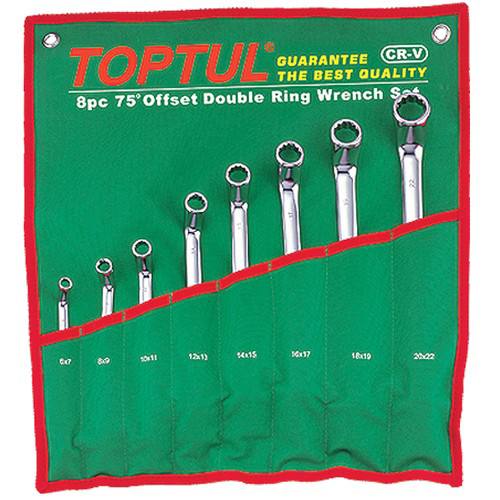 TOPTUL®
GUARANTEE
THE BEST QUALITY
CR-V
8pc 75° Offset Double Ring Wrench Set
22
6x7
8x9
10x11
12x13
14x15
16x17
18x19
20x22